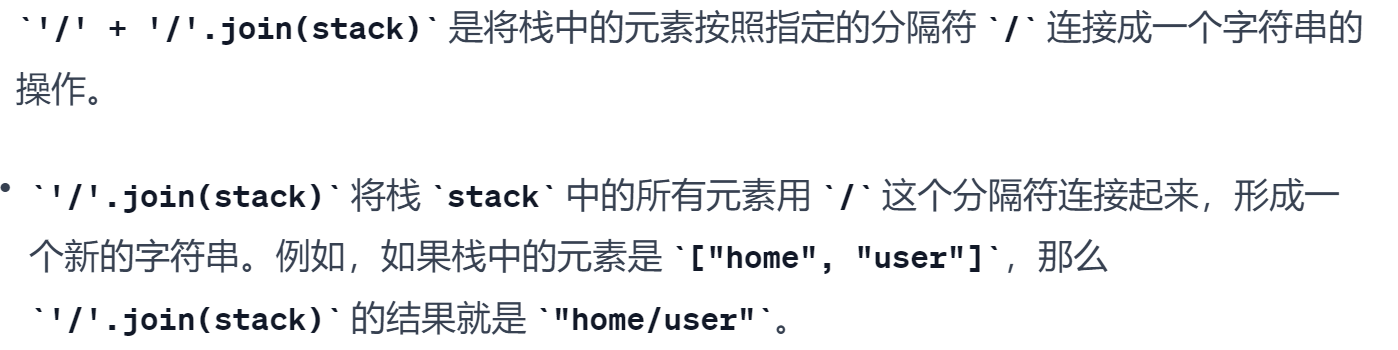 `'/' + '/'.join(stack)` 是将栈中的元素按照指定的分隔符 `/` 连接成一个字符串的
操作。
• `'/'.join(stack)` 将栈 `stack` 中的所有元素用 `/` 这个分隔符连接起来，形成一
个新的字符串。例如，如果栈中的元素是 `["home", "user"]`，那么
`'/'.join(stack)` 的结果就是 `"home/user"`。